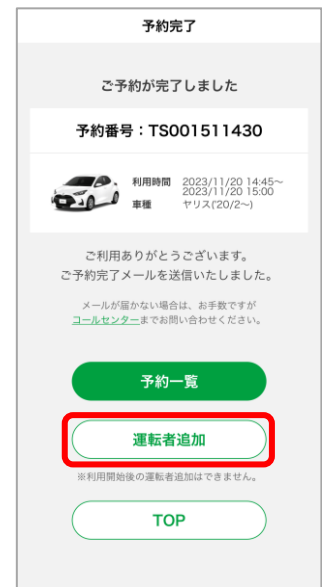 予約完了
ご予約が完了しました
予約番号：TS001511430
利用時間 2023/11/20 14:45～
2023/11/20 15:00
車種 ヤリス('20/2～)
ご利用ありがとうございます。
ご予約完了メールを送信いたしました。
メールが届かない場合は、お手数ですが
コールセンターまでお問い合わせください。
予約一覧
運転者追加
※利用開始後の運転者追加はできません。
TOP